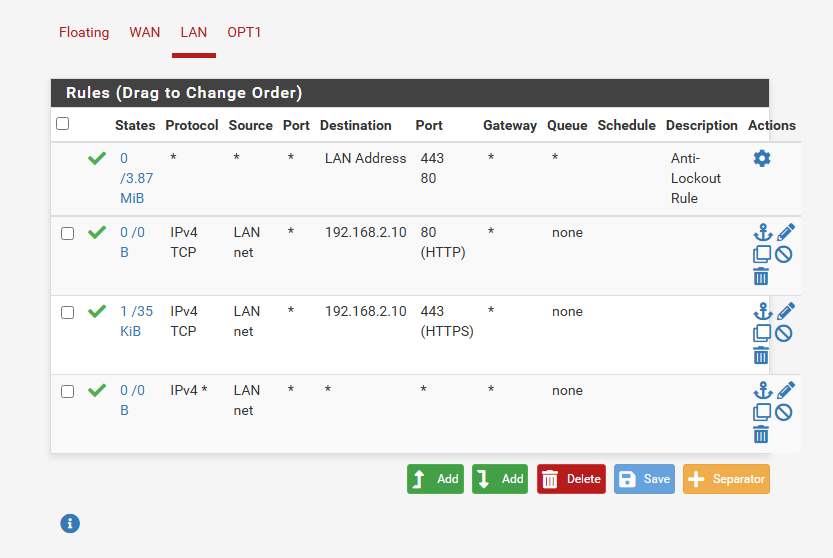 Floating WAN LAN OPT1
Rules (Drag to Change Order)
States Protocol Source Port Destination Port Gateway Queue Schedule Description Actions
0 * * * LAN Address 443 * * Anti-
/3.87 80 Lockout
MiB Rule
0 /0 IPv4 LAN * 192.168.2.10 80 * none
B TCP net (HTTP)
1 /35 IPv4 LAN * 192.168.2.10 443 * none
KiB TCP net (HTTPS)
0 /0 IPv4 * LAN * * * * none
B net
Add Add Delete Save Separator